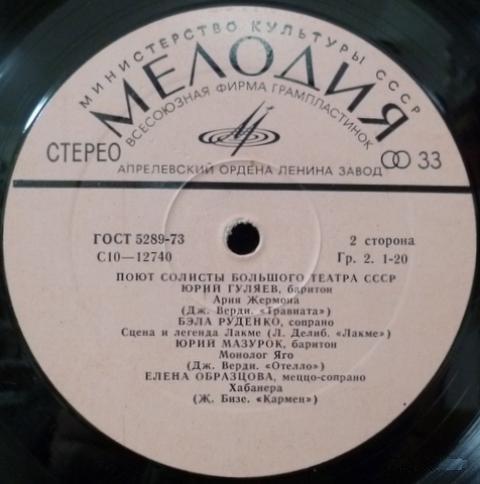 МИНИСТЕРСТВО КУЛЬТУРЫ СССР
МЕЛОДИЯ
ВСЕСОЮЗНАЯ ФИРМА ГРАМПЛАСТИНОК
СТЕРЕО
33
АПРЕЛЕВСКИЙ ОРДЕНА ЛЕНИНА ЗАВОД
ГОСТ 5289-73
2 сторона
С10—12740
Гр. 2. 1-20
ПОЮТ СОЛИСТЫ БОЛЬШОГО ТЕАТРА СССР
ЮРИЙ ГУЛЯЕВ, баритон
Ария Жермона
(Дж. Верди. «Травиата»)
БЭЛА РУДЕНКО, сопрано
Сцена и легенда Лакме (Л. Делиб. «Лакме»)
ЮРИЙ МАЗУРОК, баритон
Монолог Яго
(Дж. Верди. «Отелло»)
ЕЛЕНА ОБРАЗЦОВА, меццо-сопрано
Хабанера
(Ж. Бизе. «Кармен»)